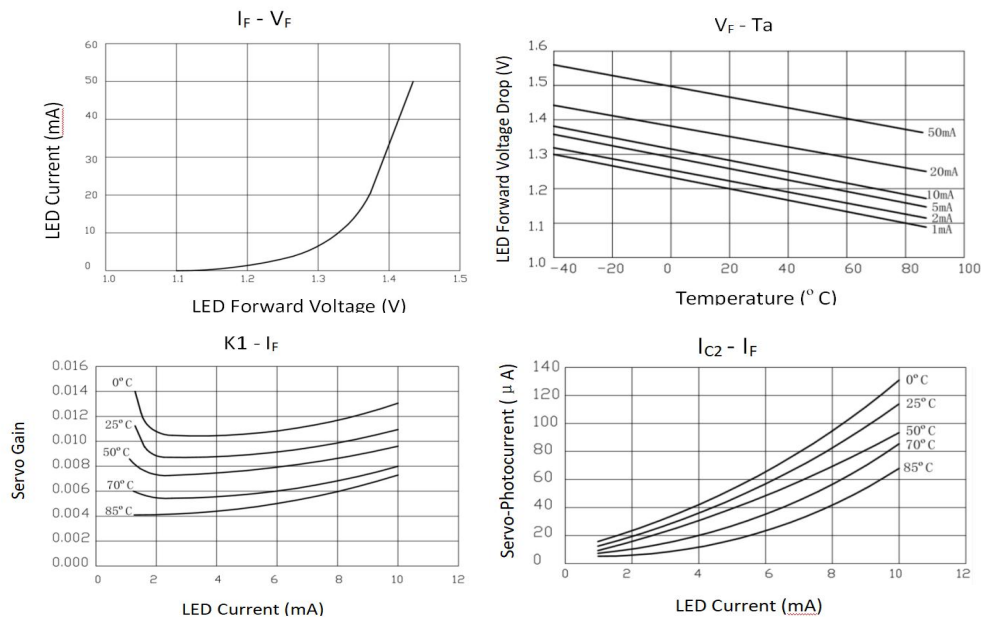 I_F - V_F
LED Current (mA)
60
50
40
30
20
10
0
1.0 1.1 1.2 1.3 1.4 1.5
LED Forward Voltage (V)
V_F - Ta
LED Forward Voltage Drop (V)
1.6
1.5
1.4
1.3
1.2
1.1
1.0
50mA
20mA
10mA
5mA
2mA
1mA
-40 -20 0 20 40 60 80 100
Temperature (° C)
K1 - I_F
Servo Gain
0.016
0.014
0.012
0.010
0.008
0.006
0.004
0.002
0.000
0°C
25°C
50°C
70°C
85°C
0 2 4 6 8 10 12
LED Current (mA)
I_C2 - I_F
Servo-Photocurrent ( μ A)
140
120
100
80
60
40
20
0
0°C
25°C
50°C
70°C
85°C
0 2 4 6 8 10 12
LED Current (mA)